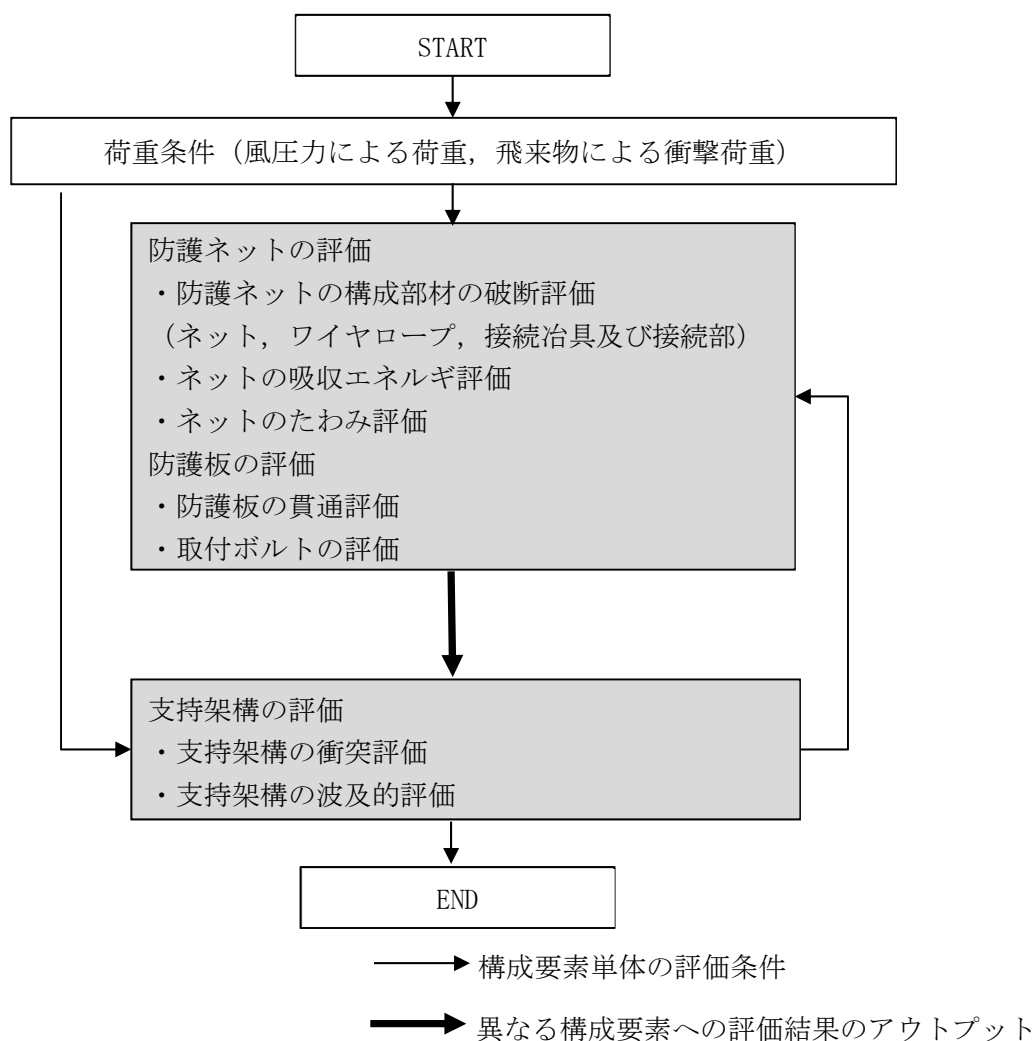 START
荷重条件（風圧力による荷重，飛来物による衝撃荷重）
防護ネットの評価
・防護ネットの構成部材の破断評価
（ネット，ワイヤロープ，接続冶具及び接続部）
・ネットの吸収エネルギ評価
・ネットのたわみ評価
防護板の評価
・防護板の貫通評価
・取付ボルトの評価
支持架構の評価
・支持架構の衝突評価
・支持架構の波及的評価
END
構成要素単体の評価条件
異なる構成要素への評価結果のアウトプット